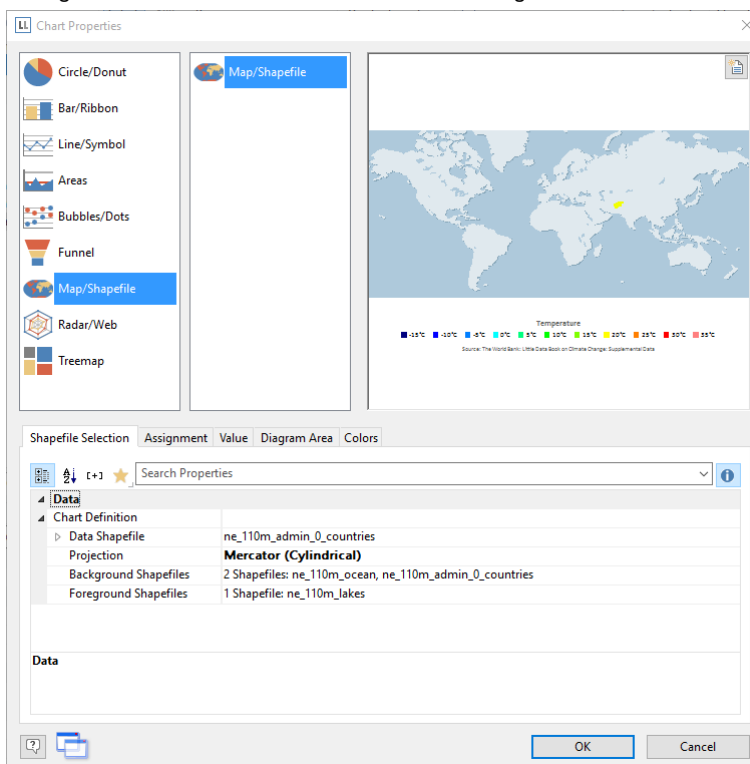 LL Chart Properties
Circle/Donut
Bar/Ribbon
Line/Symbol
Areas
Bubbles/Dots
Funnel
Map/Shapefile
Radar/Web
Treemap
Map/Shapefile
Temperature
-15°C -10°C -5°C 0°C 5°C 10°C 15°C 20°C 25°C 30°C 35°C
Source: The World Bank: Little Data Book on Climate Change: Supplemental Data
Shapefile Selection Assignment Value Diagram Area Colors
Search Properties
Data
Chart Definition
Data Shapefile ne_110m_admin_0_countries
Projection Mercator (Cylindrical)
Background Shapefiles 2 Shapefiles: ne_110m_ocean, ne_110m_admin_0_countries
Foreground Shapefiles 1 Shapefile: ne_110m_lakes
Data
OK Cancel